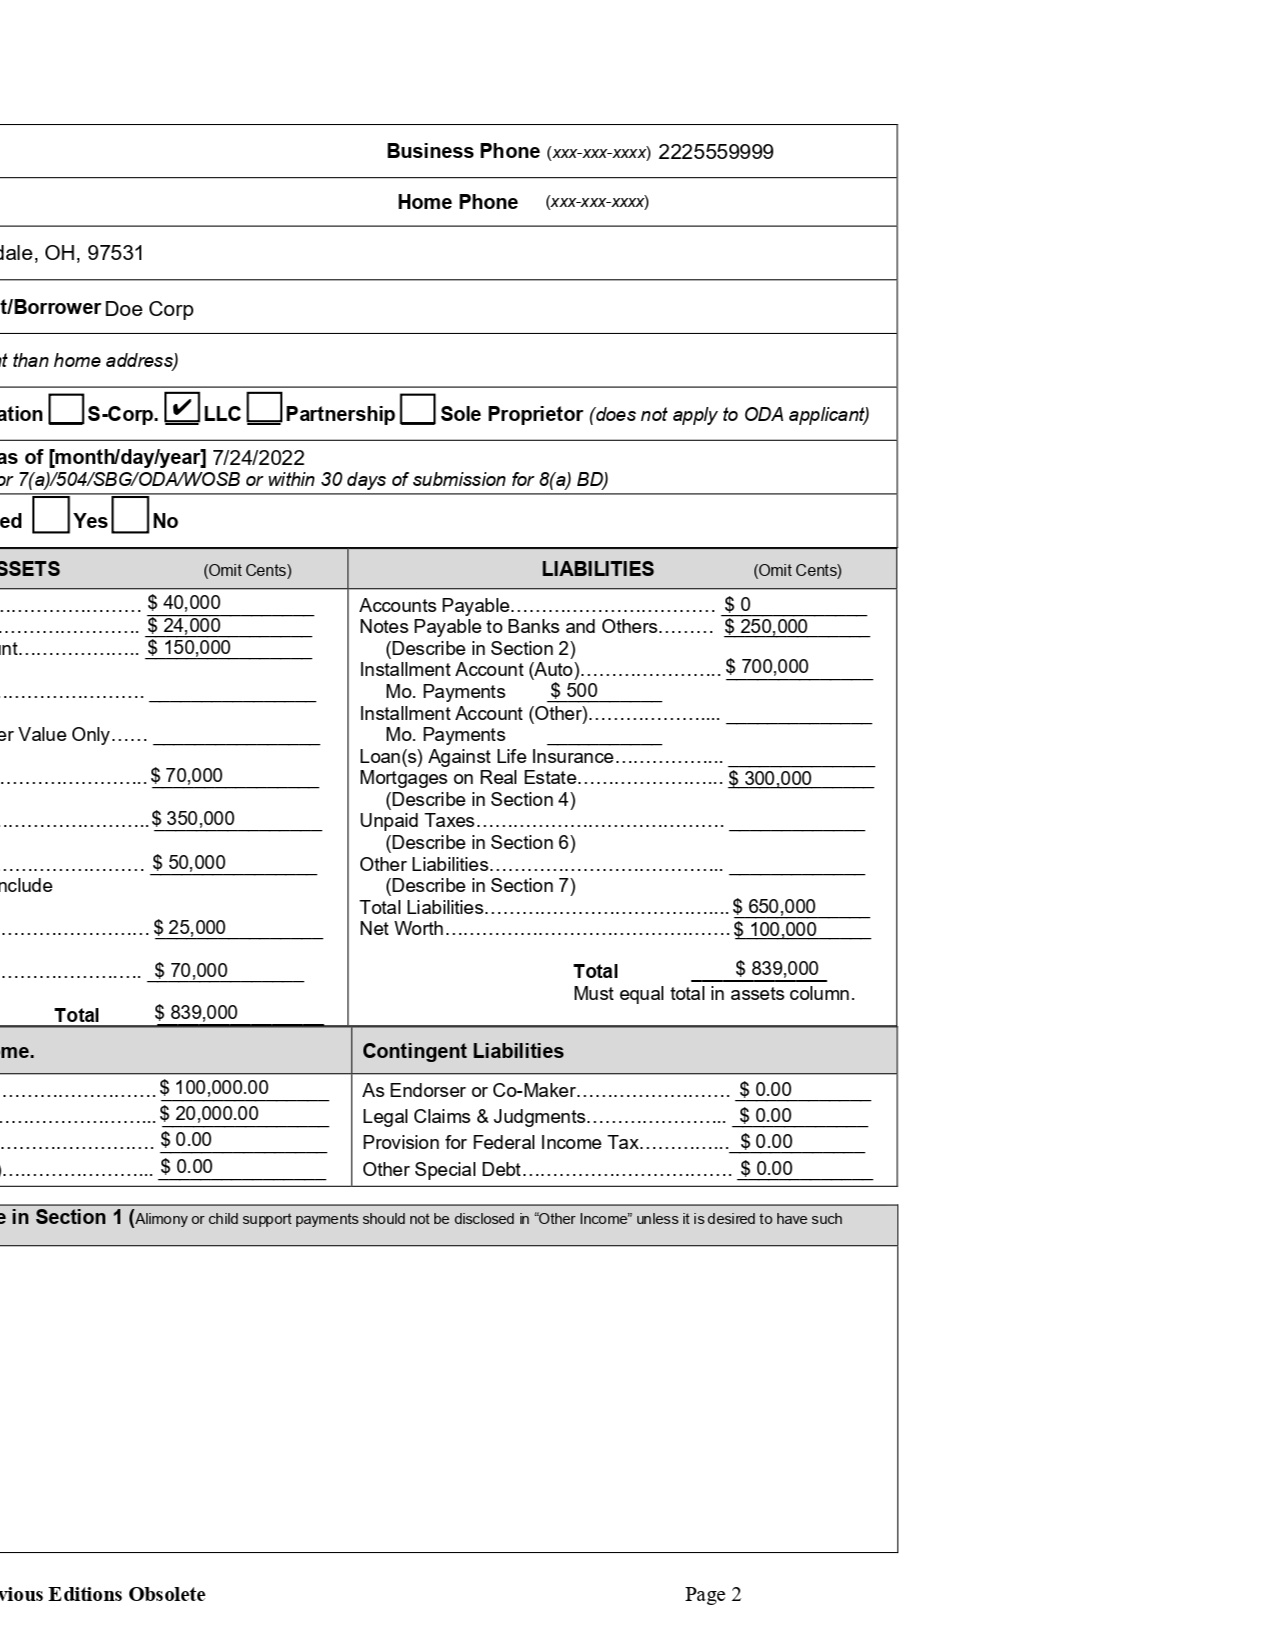 Business Phone (xxx-xxx-xxxx) 2225559999
Home Phone (xxx-xxx-xxxx)
dale, OH, 97531
t/Borrower Doe Corp
nt than home address)
ation S-Corp. ✔ LLC Partnership Sole Proprietor (does not apply to ODA applicant)
as of [month/day/year] 7/24/2022
or 7(a)/504/SBG/ODA/WOSB or within 30 days of submission for 8(a) BD)
ed Yes No
SSETS (Omit Cents)
$ 40,000
$ 24,000
nt $ 150,000
er Value Only
$ 70,000
$ 350,000
$ 50,000
nclude
$ 25,000
$ 70,000
Total $ 839,000
LIABILITIES (Omit Cents)
Accounts Payable $ 0
Notes Payable to Banks and Others $ 250,000
(Describe in Section 2)
Installment Account (Auto) $ 700,000
Mo. Payments $ 500
Installment Account (Other)
Mo. Payments
Loan(s) Against Life Insurance
Mortgages on Real Estate $ 300,000
(Describe in Section 4)
Unpaid Taxes
(Describe in Section 6)
Other Liabilities
(Describe in Section 7)
Total Liabilities $ 650,000
Net Worth $ 100,000
Total $ 839,000
Must equal total in assets column.
me.
$ 100,000.00
$ 20,000.00
$ 0.00
) $ 0.00
Contingent Liabilities
As Endorser or Co-Maker $ 0.00
Legal Claims & Judgments $ 0.00
Provision for Federal Income Tax $ 0.00
Other Special Debt $ 0.00
e in Section 1 (Alimony or child support payments should not be disclosed in “Other Income” unless it is desired to have such
vious Editions Obsolete Page 2